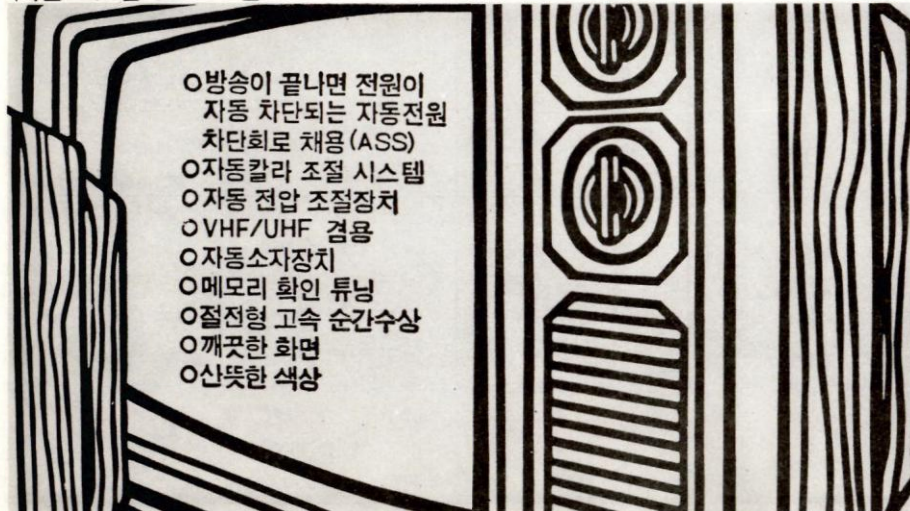 ○방송이 끝나면 전원이
자동 차단되는 자동전원
차단회로 채용(ASS)
○자동칼라 조절 시스템
○자동 전압 조절장치
○VHF/UHF 겸용
○자동소자장치
○메모리 확인 튜닝
○절전형 고속 순간수상
○깨끗한 화면
○산뜻한 색상